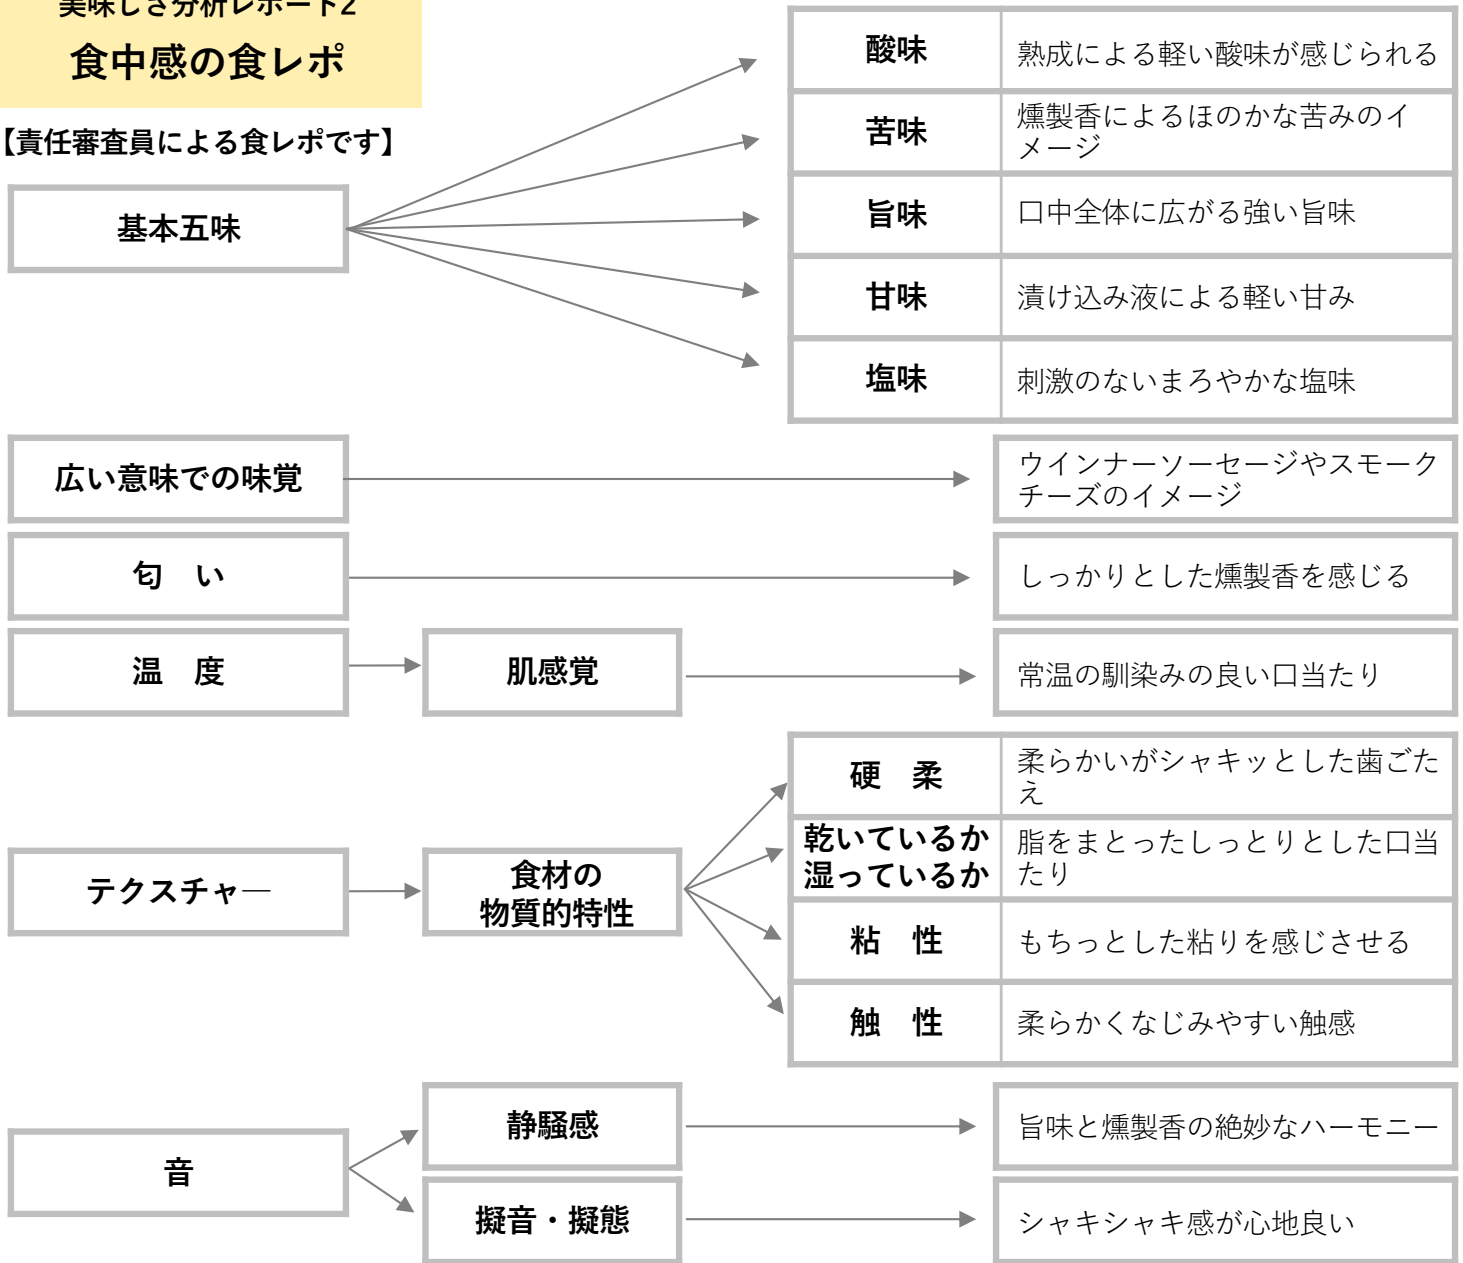 美味しさ分析レポート2
食中感の食レポ
【責任審査員による食レポです】
基本五味
酸味
熟成による軽い酸味が感じられる
苦味
燻製香によるほのかな苦みのイ
メージ
旨味
口中全体に広がる強い旨味
甘味
漬け込み液による軽い甘み
塩味
刺激のないまろやかな塩味
広い意味での味覚
ウインナーソーセージやスモーク
チーズのイメージ
匂　い
しっかりとした燻製香を感じる
温　度
肌感覚
常温の馴染みの良い口当たり
テクスチャ―
食材の
物質的特性
硬　柔
柔らかいがシャキッとした歯ごた
え
乾いているか
湿っているか
脂をまとったしっとりとした口当
たり
粘　性
もちっとした粘りを感じさせる
触　性
柔らかくなじみやすい触感
音
静騒感
旨味と燻製香の絶妙なハーモニー
擬音・擬態
シャキシャキ感が心地良い